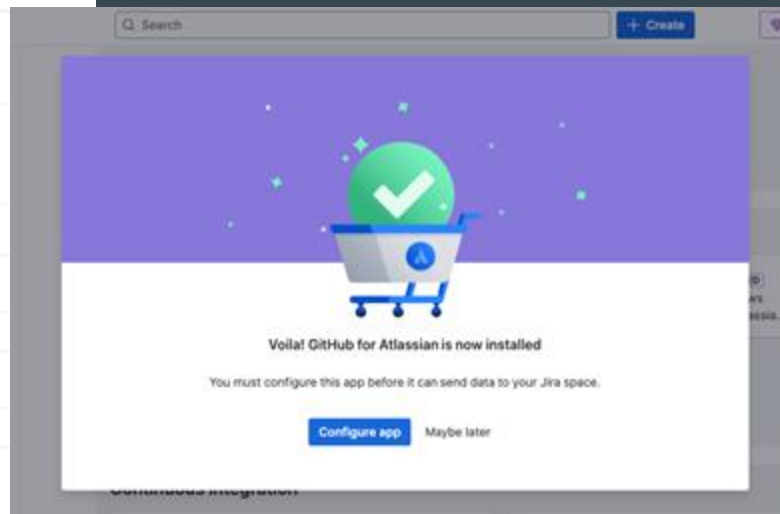 Search
+ Create
Voila! GitHub for Atlassian is now installed
You must configure this app before it can send data to your Jira space.
Configure app
Maybe later
Continuous integration